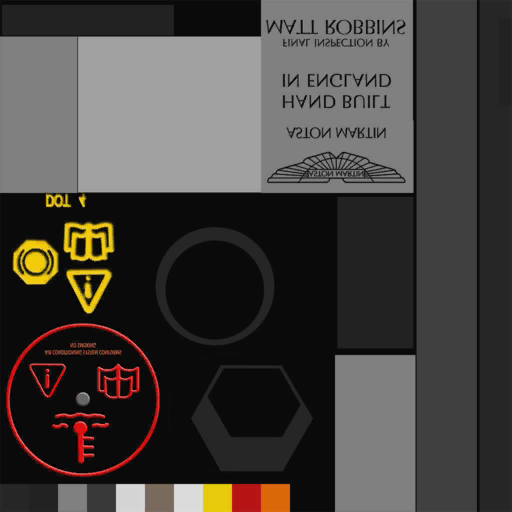 ASTON MARTIN
ASTON MARTIN
HAND BUILT
IN ENGLAND
FINAL INSPECTION BY
MATT ROBBINS
DOT 4